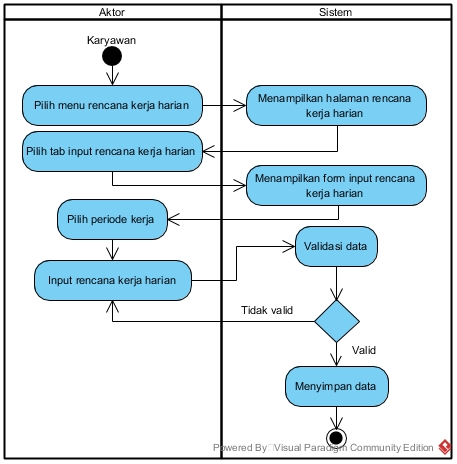 Aktor
Sistem
Karyawan
Pilih menu rencana kerja harian
Menampilkan halaman rencana
kerja harian
Pilih tab input rencana kerja harian
Menampilkan form input rencana
kerja harian
Pilih periode kerja
Validasi data
Input rencana kerja harian
Tidak valid
Valid
Menyimpan data
Powered By Visual Paradigm Community Edition